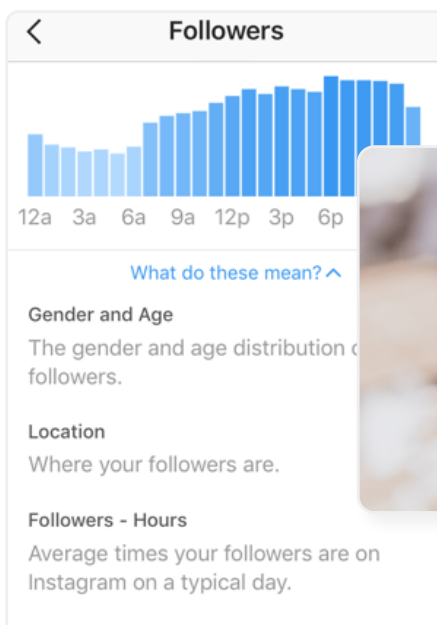 Followers
12a 3a 6a 9a 12p 3p 6p
What do these mean?
Gender and Age
The gender and age distribution
followers.
Location
Where your followers are.
Followers - Hours
Average times your followers are on
Instagram on a typical day.